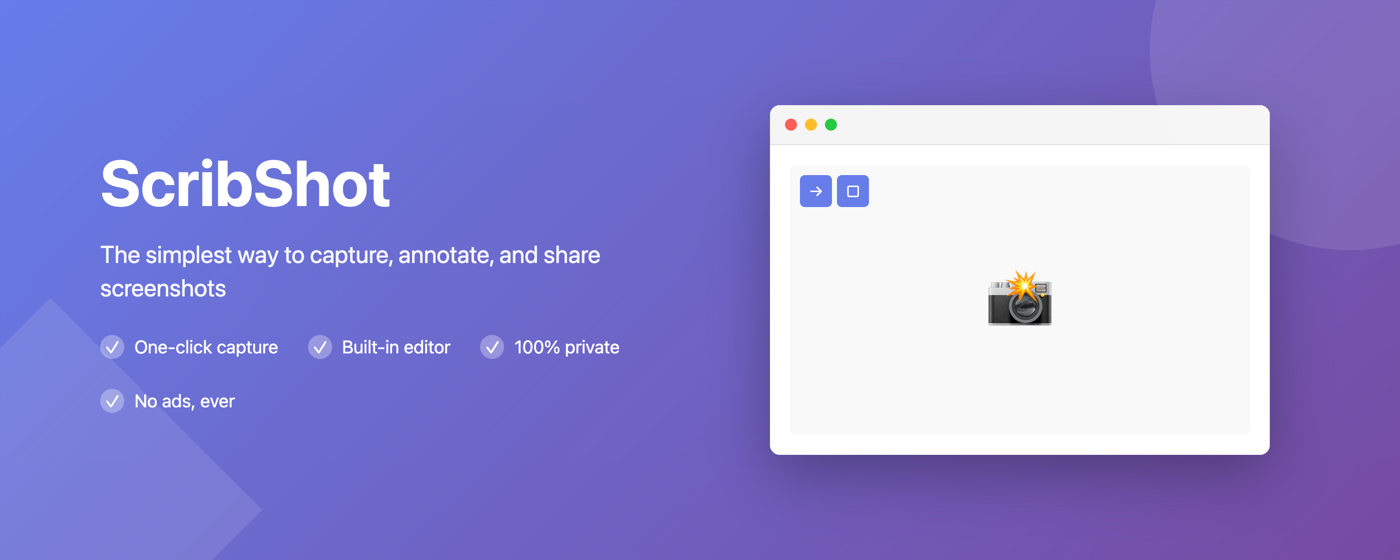 ScribShot
The simplest way to capture, annotate, and share
screenshots
One-click capture
Built-in editor
100% private
No ads, ever